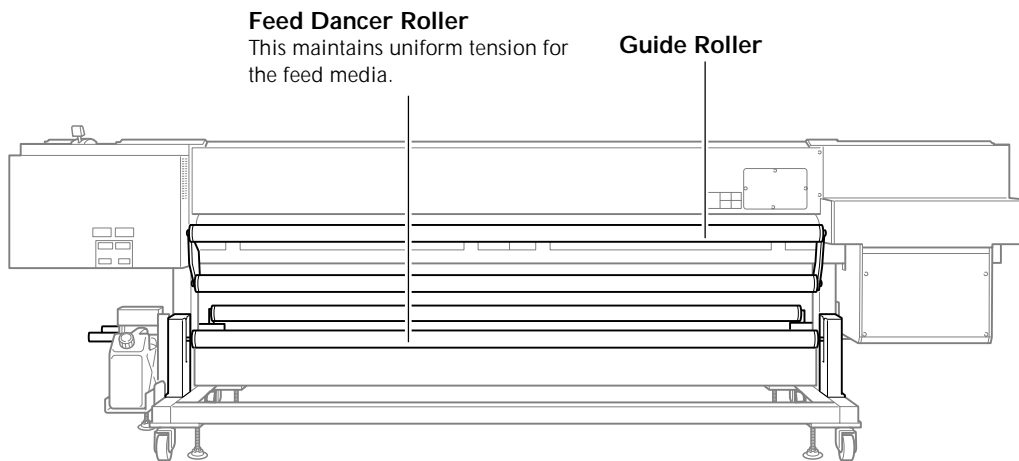 Feed Dancer Roller
This maintains uniform tension for
the feed media.
Guide Roller